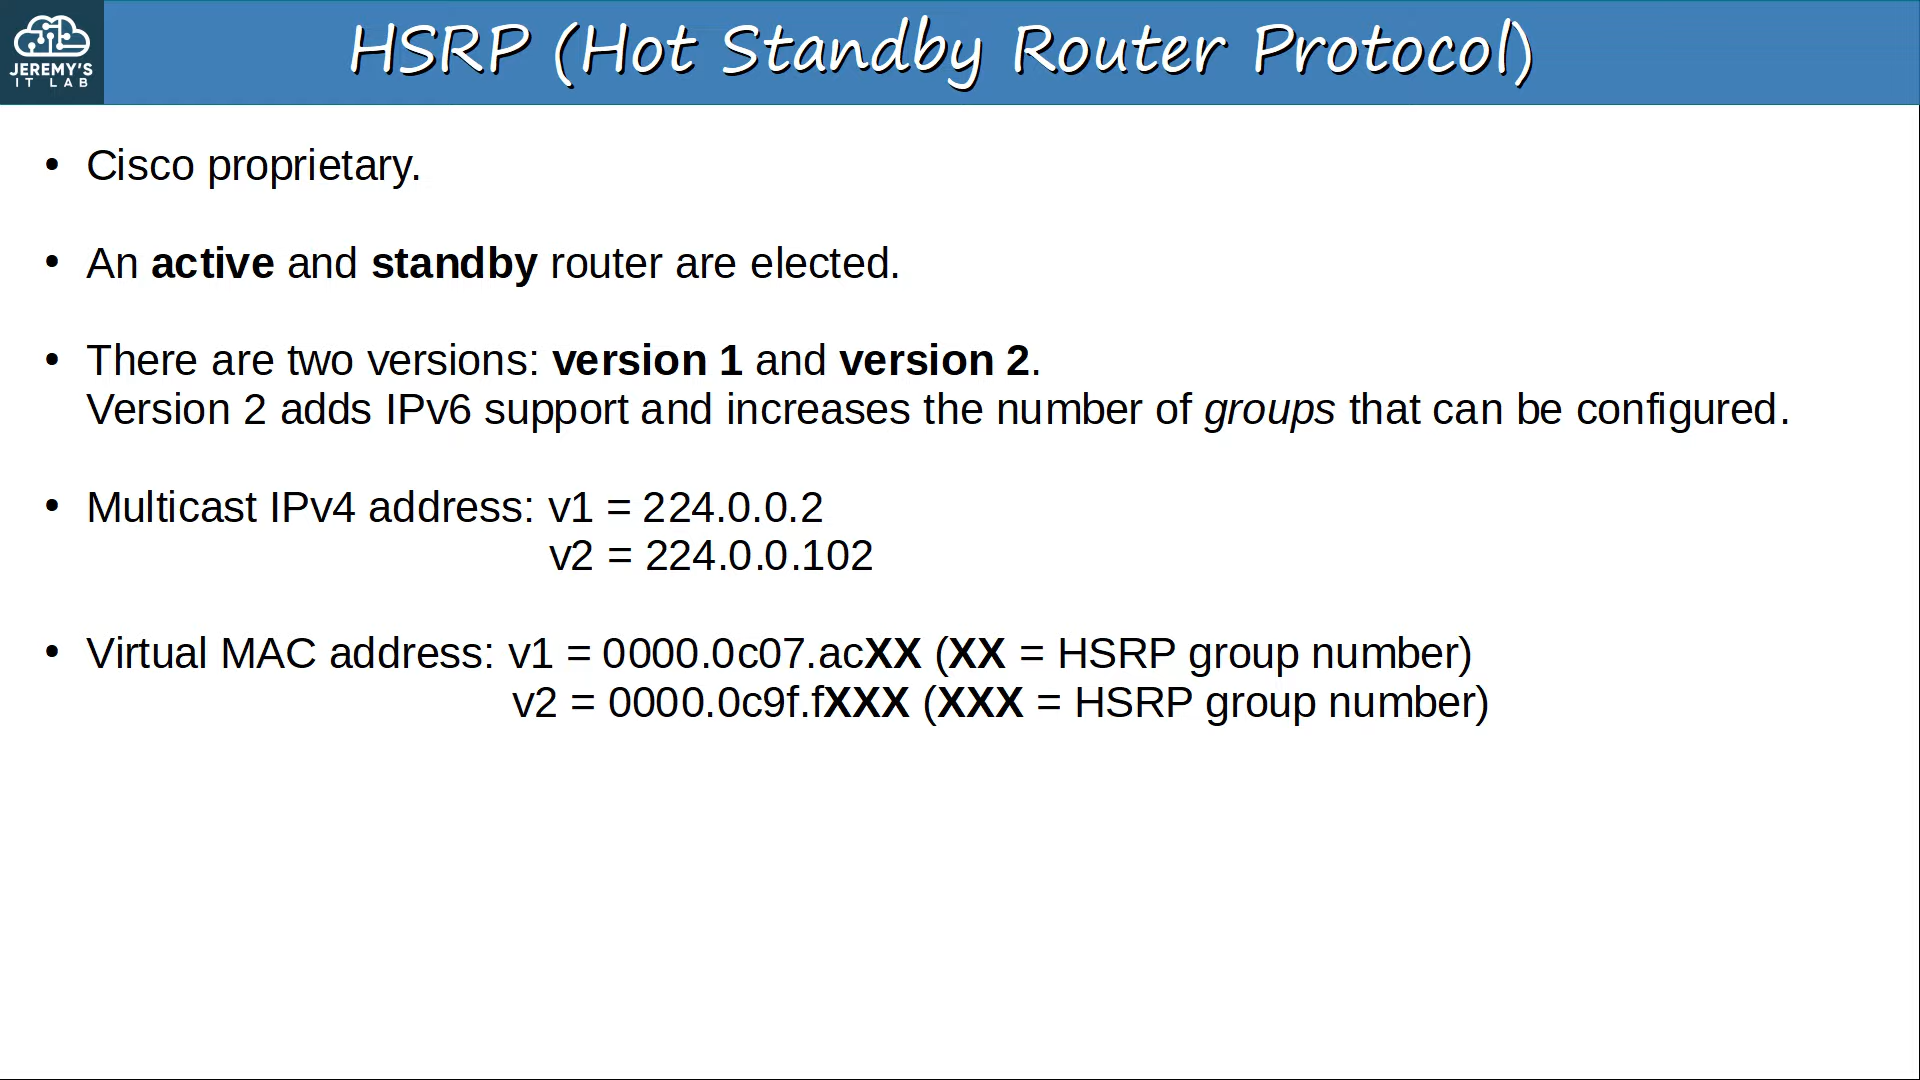 JEREMY'S
IT LAB
HSRP (Hot Standby Router Protocol)
• Cisco proprietary.
• An active and standby router are elected.
• There are two versions: version 1 and version 2.
Version 2 adds IPv6 support and increases the number of groups that can be configured.
• Multicast IPv4 address: v1 = 224.0.0.2
v2 = 224.0.0.102
• Virtual MAC address: v1 = 0000.0c07.acXX (XX = HSRP group number)
v2 = 0000.0c9f.fXXX (XXX = HSRP group number)